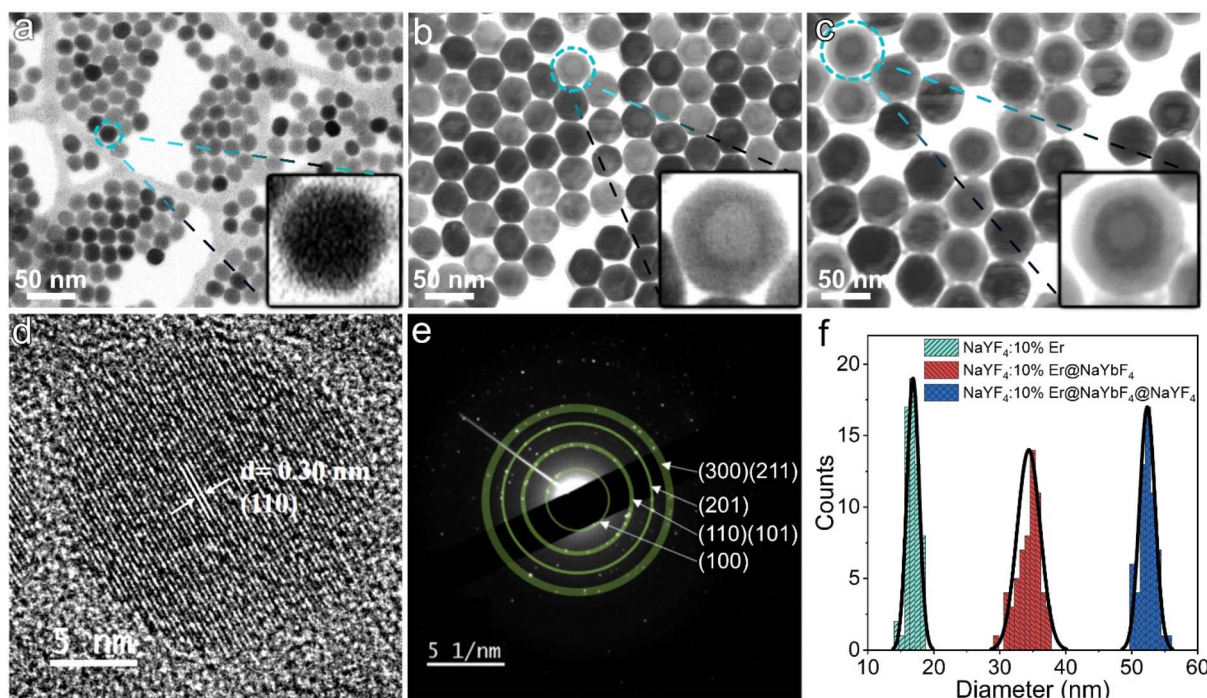 a
50 nm
b
50 nm
c
50 nm
d
d= 0.30 nm
(110)
5 nm
e
(300)(211)
(201)
(110)(101)
(100)
5 1/nm
f
NaYF₄:10% Er
NaYF₄:10% Er@NaYbF₄
NaYF₄:10% Er@NaYbF₄@NaYF₄
20
15
10
5
0
Counts
10 20 30 40 50 60
Diameter (nm)